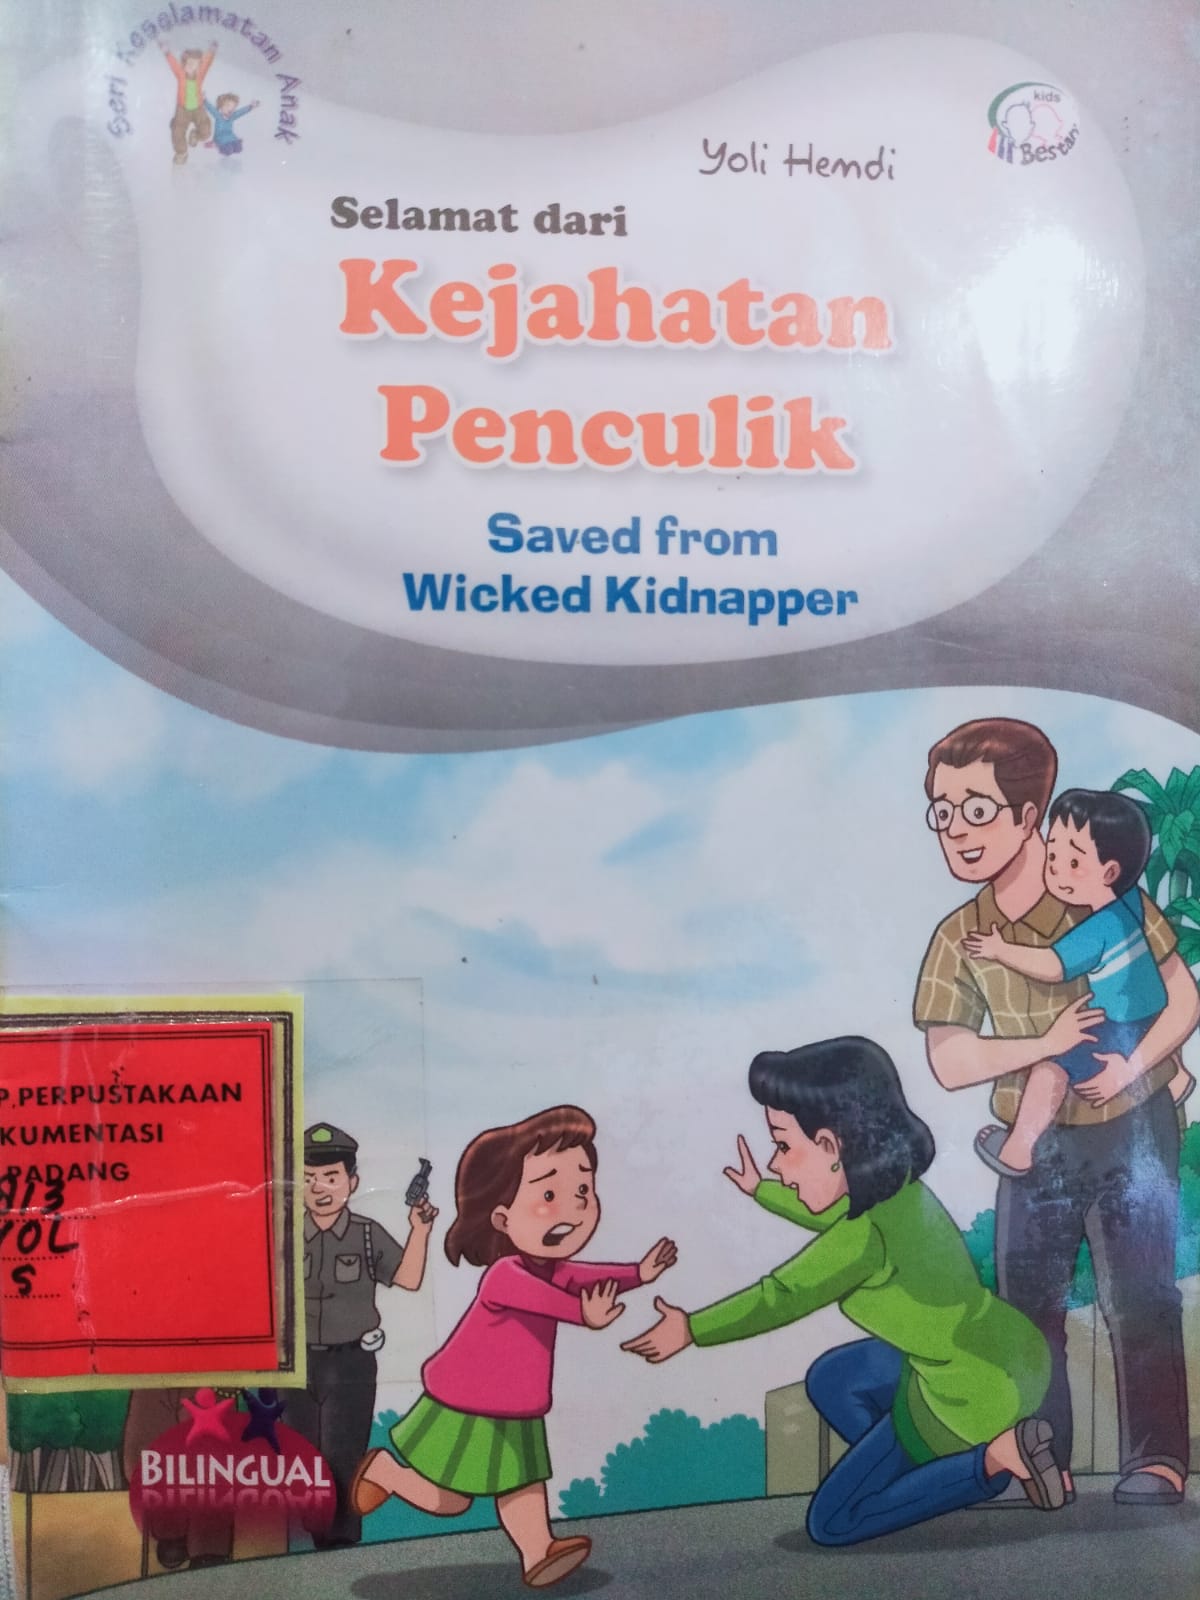 Seri Keselamatan Anak
kids
Bestari
Yoli Hemdi
Selamat dari
Kejahatan
Penculik
Saved from
Wicked Kidnapper
P.PERPUSTAKAAN
KUMENTASI
PADANG
YOL
S
BILINGUAL